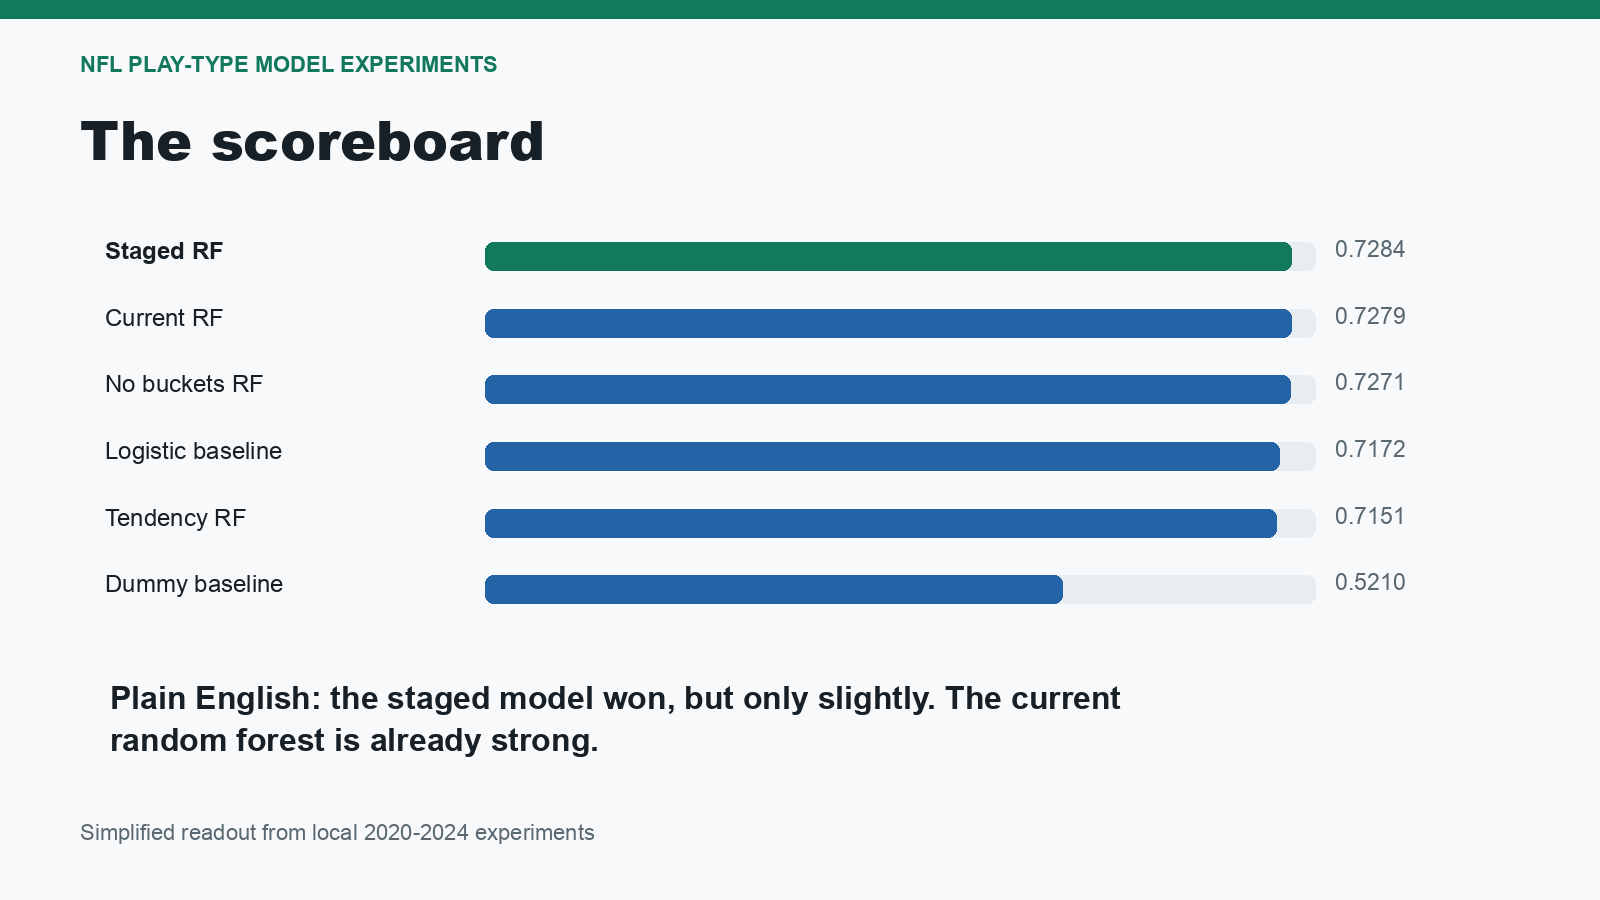 NFL PLAY-TYPE MODEL EXPERIMENTS
The scoreboard
Staged RF 0.7284
Current RF 0.7279
No buckets RF 0.7271
Logistic baseline 0.7172
Tendency RF 0.7151
Dummy baseline 0.5210
Plain English: the staged model won, but only slightly. The current
random forest is already strong.
Simplified readout from local 2020-2024 experiments